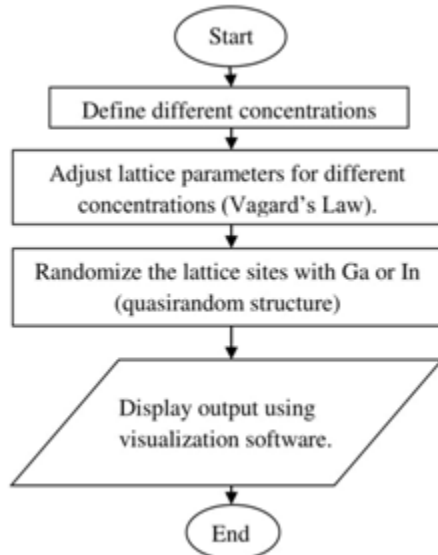 Start
Define different concentrations
Adjust lattice parameters for different
concentrations (Vagard's Law).
Randomize the lattice sites with Ga or In
(quasirandom structure)
Display output using
visualization software.
End